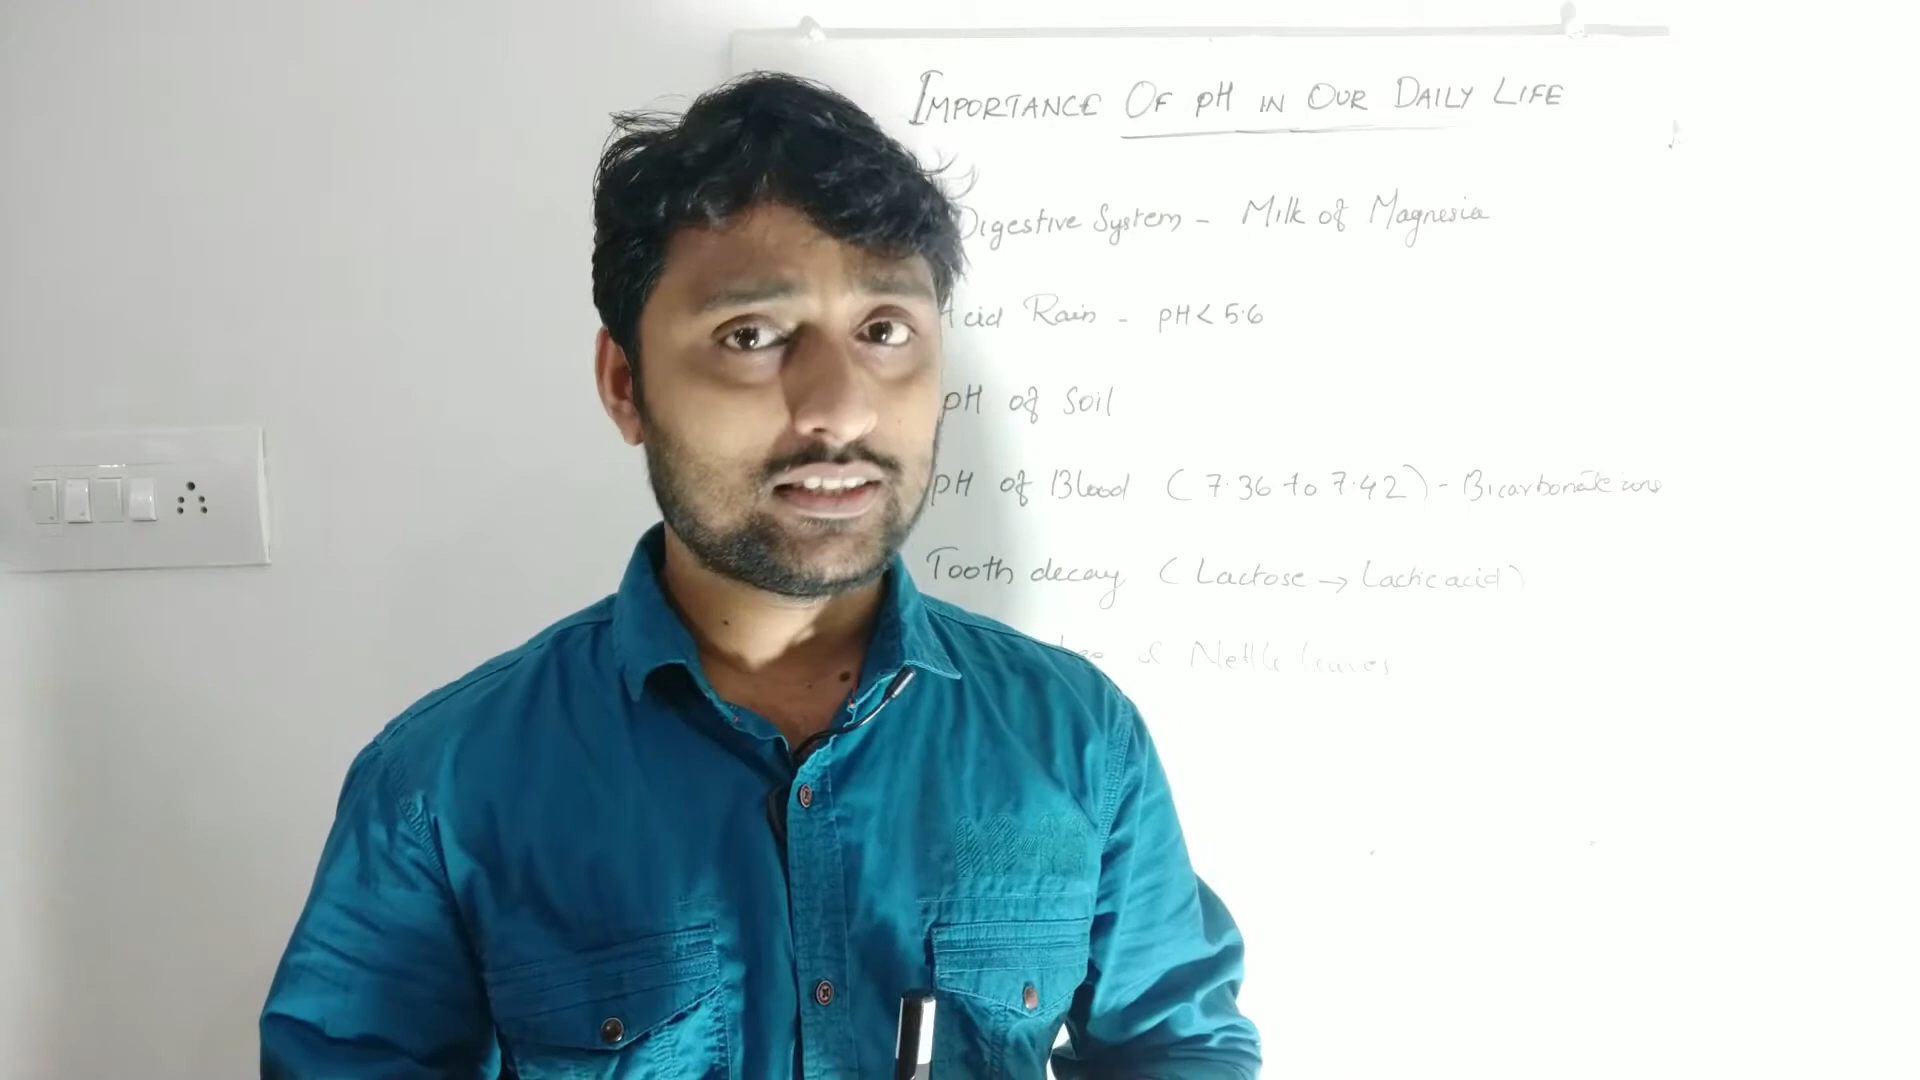 IMPORTANCE OF pH IN OUR DAILY LIFE
Digestive System - Milk of Magnesia
Acid Rain - pH < 5.6
pH of Soil
pH of Blood (7.36 to 7.42) - Bicarbonate ions
Tooth decay (Lactose → Lactic acid)
& Nettle leaves